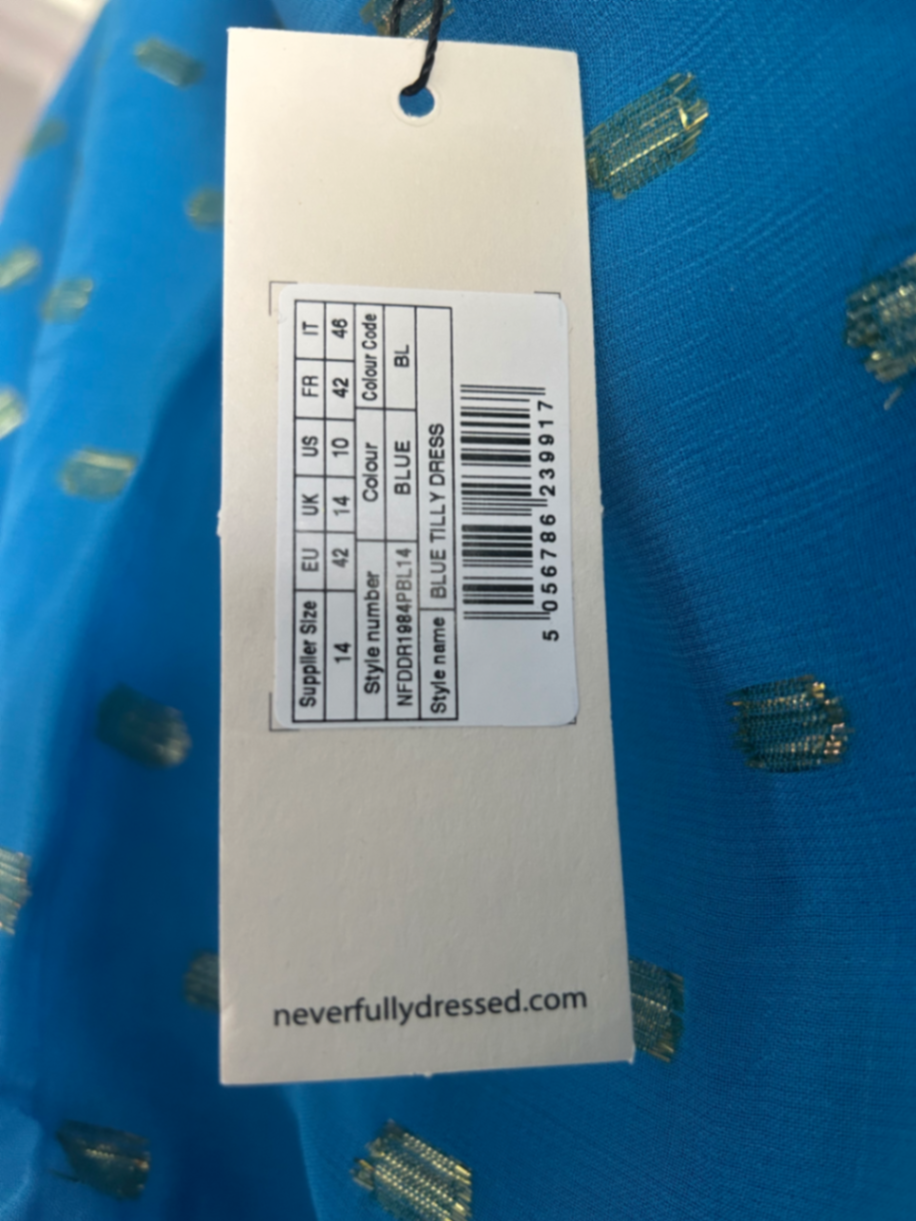 Supplier Size EU UK US FR IT
14 42 14 10 42 46
Style number Colour Colour Code
NFDDR1984PBL14 BLUE BL
Style name BLUE TILLY DRESS
5 056786 239917
neverfullydressed.com